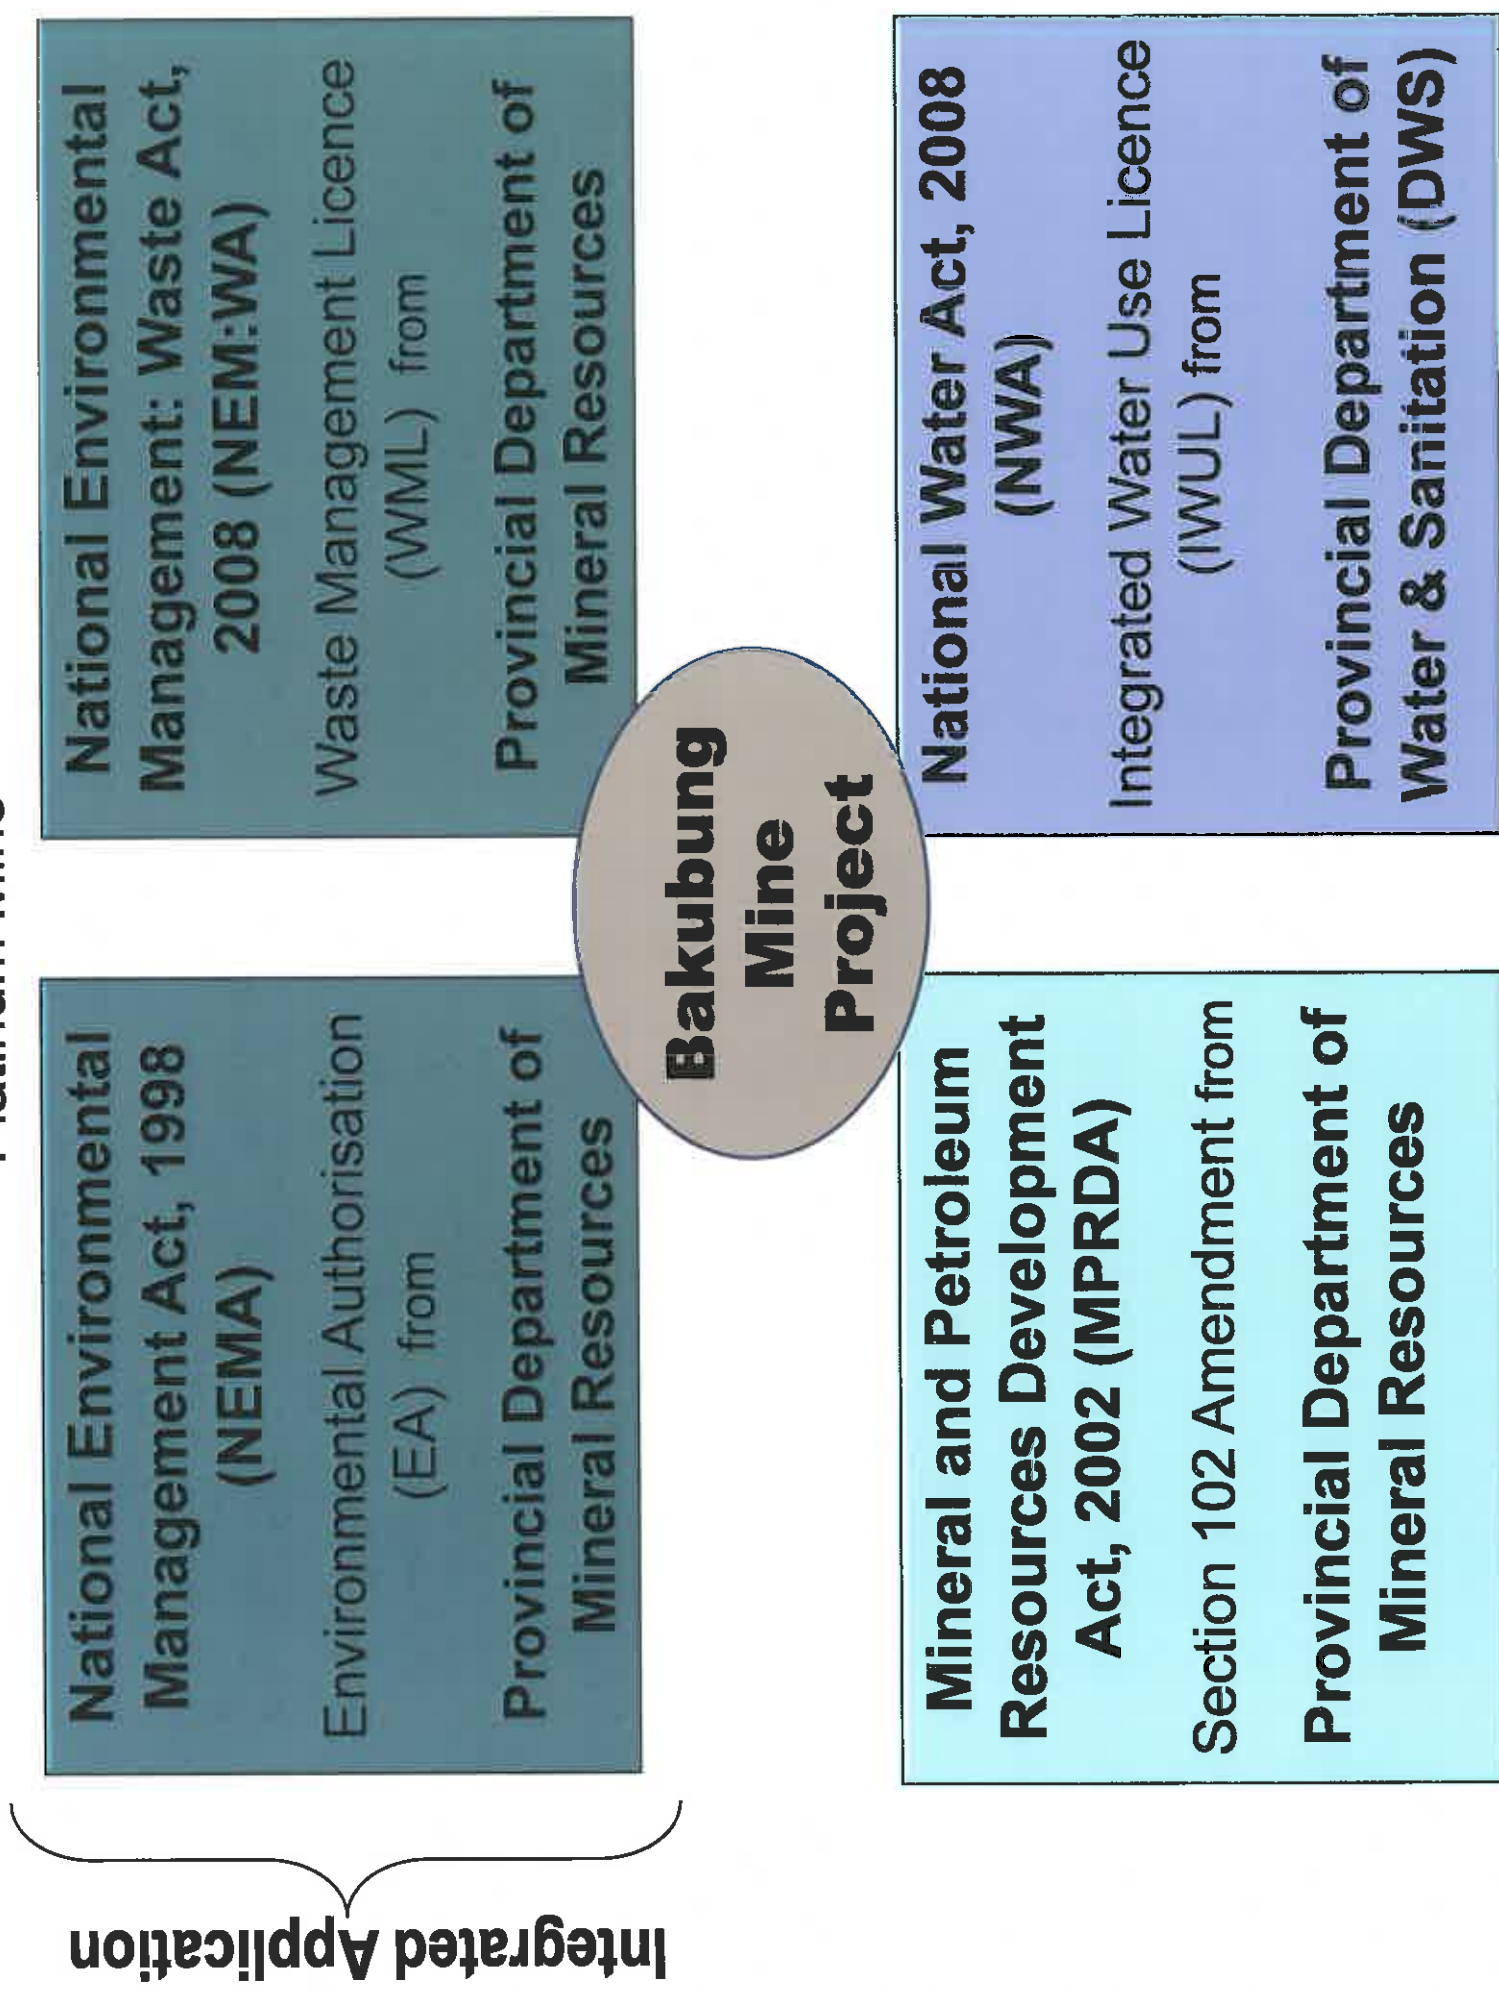 Platinum Mine
Integrated Application
National Environmental
Management Act, 1998
(NEMA)
Environmental Authorisation
(EA) from
Provincial Department of
Mineral Resources
National Environmental
Management: Waste Act,
2008 (NEM:WA)
Waste Management Licence
(WML) from
Provincial Department of
Mineral Resources
Bakubung
Mine
Project
Mineral and Petroleum
Resources Development
Act, 2002 (MPRDA)
Section 102 Amendment from
Provincial Department of
Mineral Resources
National Water Act, 2008
(NWA)
Integrated Water Use Licence
(IWUL) from
Provincial Department of
Water & Sanitation (DWS)